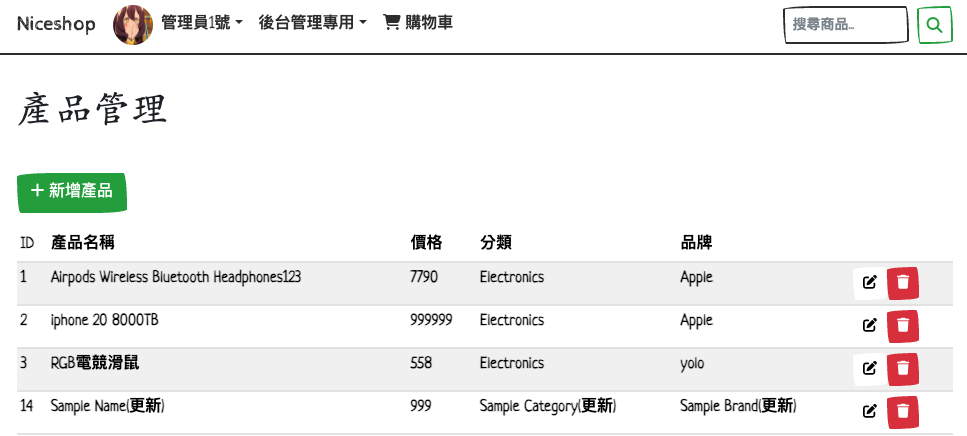 Niceshop 管理員1號 後台管理專用 購物車 搜尋商品...
產品管理
+ 新增產品
ID 產品名稱 價格 分類 品牌
1 Airpods Wireless Bluetooth Headphones123 7790 Electronics Apple
2 iphone 20 8000TB 999999 Electronics Apple
3 RGB電競滑鼠 558 Electronics yolo
14 Sample Name(更新) 999 Sample Category(更新) Sample Brand(更新)